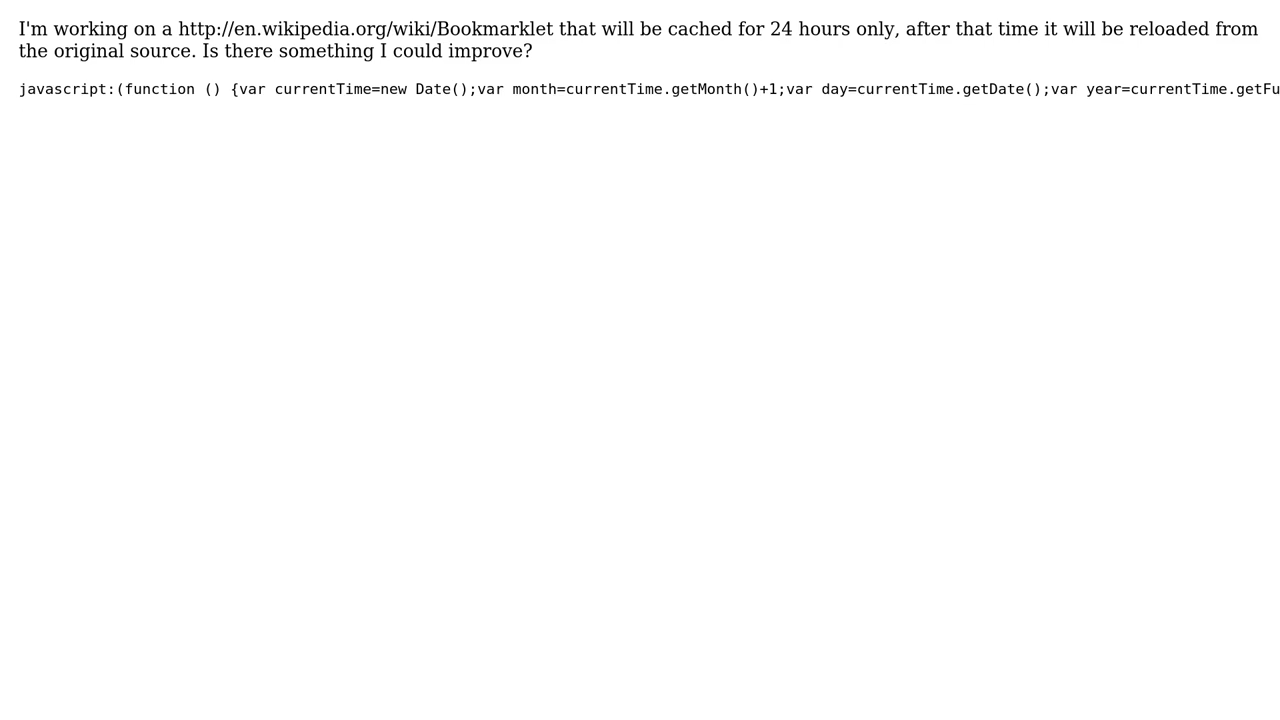 I'm working on a http://en.wikipedia.org/wiki/Bookmarklet that will be cached for 24 hours only, after that time it will be reloaded from
the original source. Is there something I could improve?
javascript:(function () {var currentTime=new Date();var month=currentTime.getMonth()+1;var day=currentTime.getDate();var year=currentTime.getFu